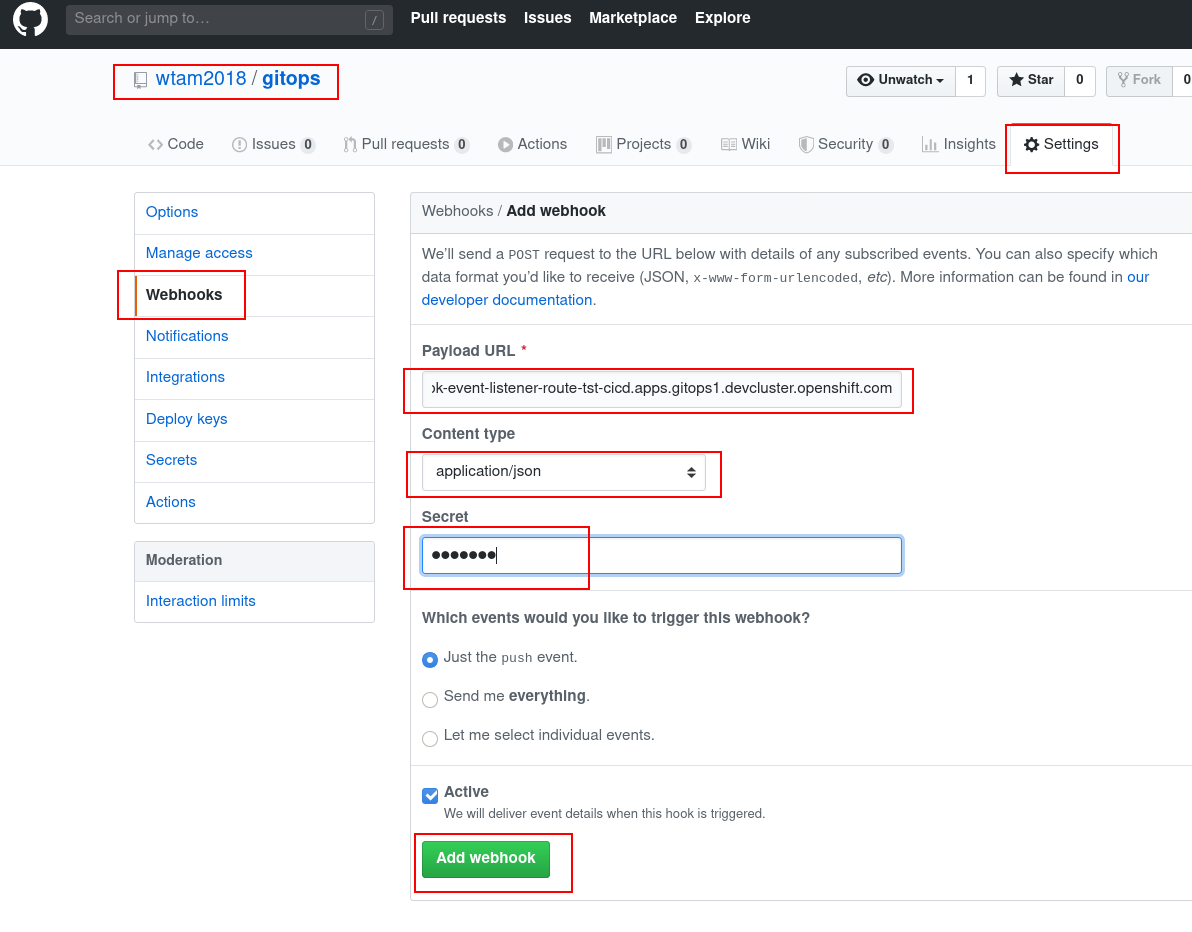 Search or jump to… /
Pull requests Issues Marketplace Explore
wtam2018 / gitops
Unwatch 1 Star 0 Fork 0
Code Issues 0 Pull requests 0 Actions Projects 0 Wiki Security 0 Insights Settings
Options
Manage access
Webhooks
Notifications
Integrations
Deploy keys
Secrets
Actions
Moderation
Interaction limits
Webhooks / Add webhook
We'll send a POST request to the URL below with details of any subscribed events. You can also specify which
data format you'd like to receive (JSON, x-www-form-urlencoded, etc). More information can be found in our
developer documentation.
Payload URL *
k-event-listener-route-tst-cicd.apps.gitops1.devcluster.openshift.com
Content type
application/json
Secret
●●●●●●●
Which events would you like to trigger this webhook?
Just the push event.
Send me everything.
Let me select individual events.
Active
We will deliver event details when this hook is triggered.
Add webhook